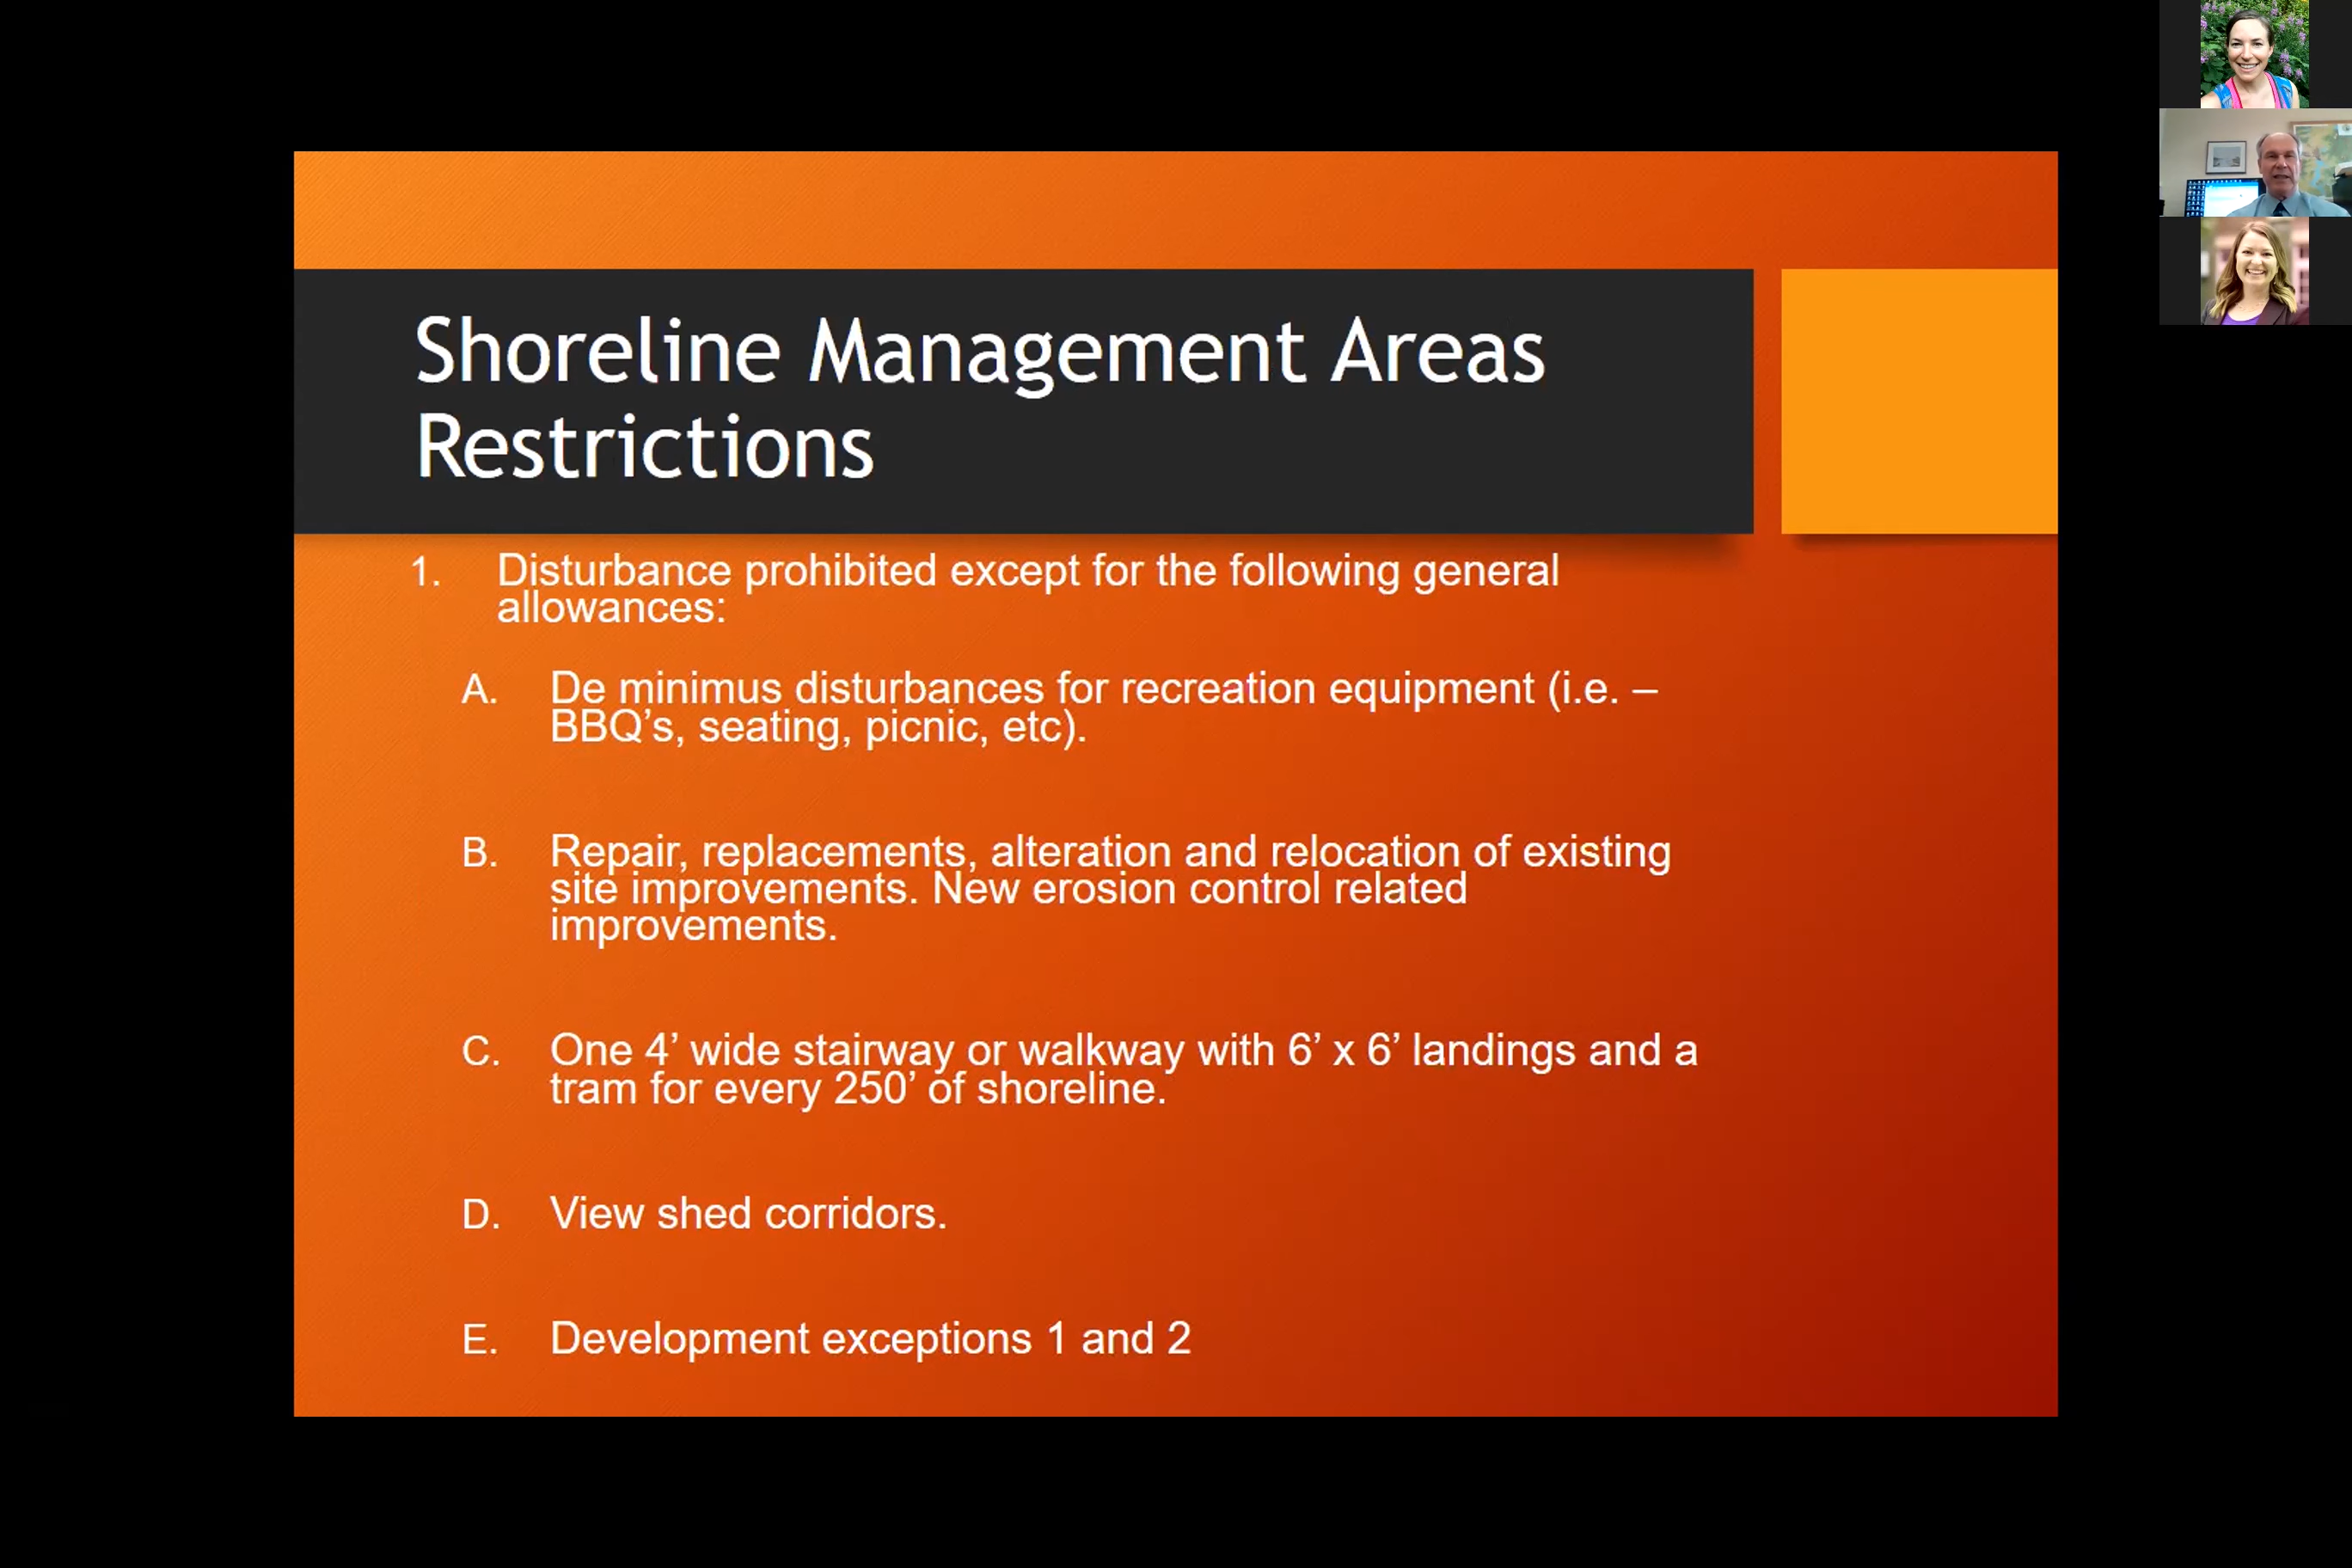 Shoreline Management Areas
Restrictions
1. Disturbance prohibited except for the following general
allowances:
A. De minimus disturbances for recreation equipment (i.e. –
BBQ’s, seating, picnic, etc).
B. Repair, replacements, alteration and relocation of existing
site improvements. New erosion control related
improvements.
C. One 4’ wide stairway or walkway with 6’ x 6’ landings and a
tram for every 250’ of shoreline.
D. View shed corridors.
E. Development exceptions 1 and 2